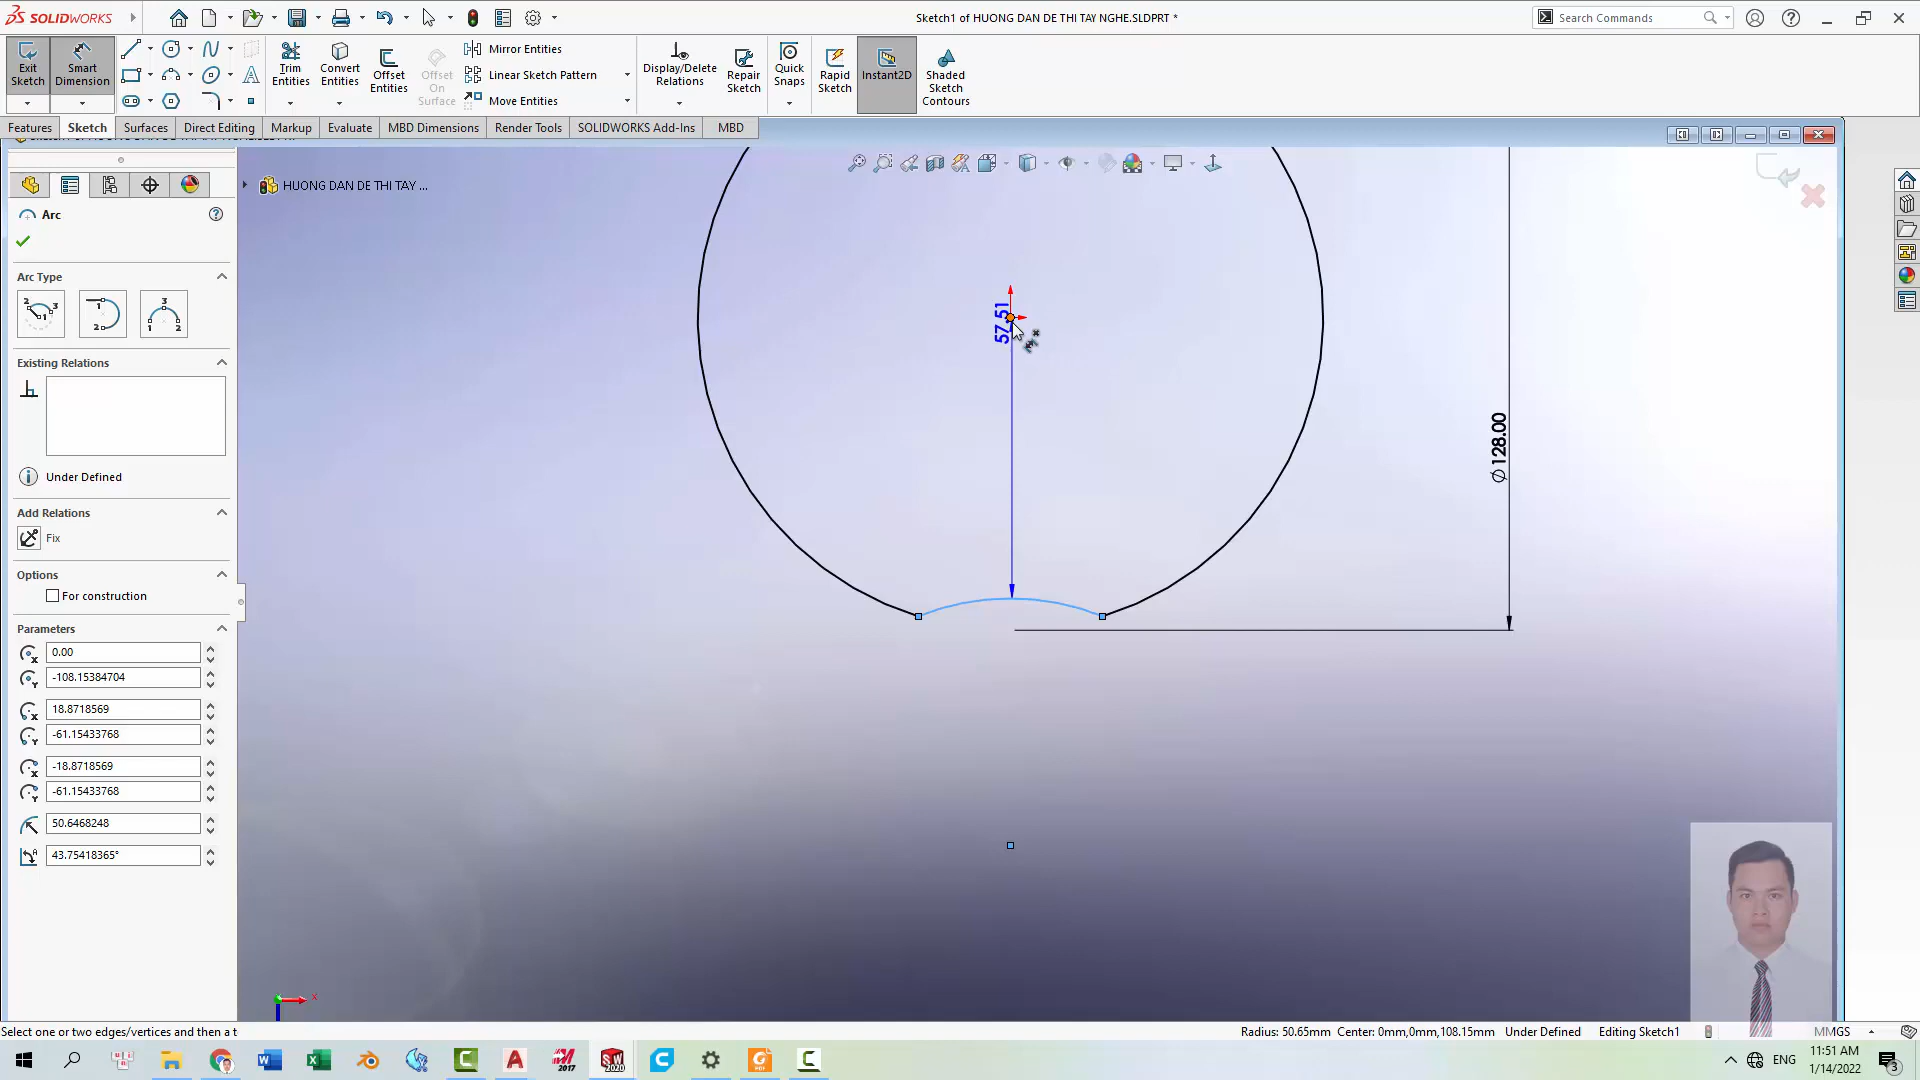 SOLIDWORKS
Sketch1 of HUONG DAN DE THI TAY NGHE.SLDPRT *
Search Commands
Exit Sketch
Smart Dimension
Trim Entities
Convert Entities
Offset Entities
Offset On Surface
Mirror Entities
Linear Sketch Pattern
Move Entities
Display/Delete Relations
Repair Sketch
Quick Snaps
Rapid Sketch
Instant2D
Shaded Sketch Contours
Features Sketch Surfaces Direct Editing Markup Evaluate MBD Dimensions Render Tools SOLIDWORKS Add-Ins MBD
HUONG DAN DE THI TAY ...
Arc
Arc Type
Existing Relations
Under Defined
Add Relations
Fix
Options
For construction
Parameters
0.00
-108.15384704
18.8718569
-61.15433768
-18.8718569
-61.15433768
50.6468248
43.75418365°
57.51
Ø128.00
x
Select one or two edges/vertices and then a t
Radius: 50.65mm Center: 0mm,0mm,108.15mm Under Defined Editing Sketch1 MMGS
ENG
11:51 AM
1/14/2022
3